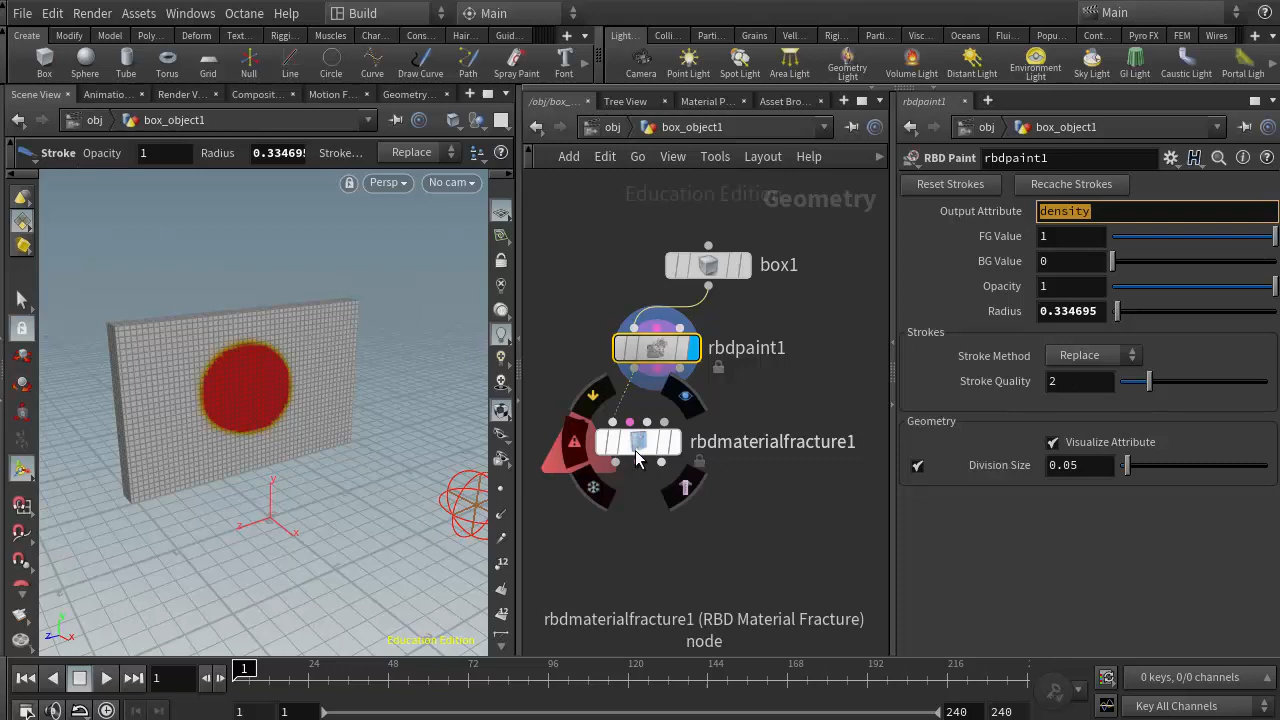 File Edit Render Assets Windows Octane Help Build Main Main
Create Modify Model Poly... Deform Text... Riggi... Muscles Char... Cons... Hair... Guid...
Light... Colli... Parti... Grains Vell... Rig... Parti... Visc... Oceans Flui... Popu... Cont... Pyro FX FEM Wires
Box Sphere Tube Torus Grid Null Line Circle Curve Draw Curve Path Spray Paint Font
Camera Point Light Spot Light Area Light Geometry Light Volume Light Distant Light Environment Light Sky Light GI Light Caustic Light Portal Ligh
Scene View Animatio... Render V... Composit... Motion F... Geometry...
/obj/box_... Tree View Material P... Asset Bro...
rbdpaint1
obj box_object1
obj box_object1
obj box_object1
Stroke Opacity 1 Radius 0.33469 Stroke... Replace
Add Edit Go View Tools Layout Help
RBD Paint rbdpaint1
Persp No cam
Reset Strokes Recache Strokes
Education Edition
Geometry
Output Attribute density
FG Value 1
BG Value 0
Opacity 1
Radius 0.334695
Strokes
Stroke Method Replace
Stroke Quality 2
Geometry
Visualize Attribute
Division Size 0.05
box1
rbdpaint1
rbdmaterialfracture1
rbdmaterialfracture1 (RBD Material Fracture)
node
y
z
x
y
z x
12
12
Education Edition
1
1 24 48 72 96 120 144 168 192 216 2
0 keys, 0/0 channels
1 1 240 240
Key All Channels